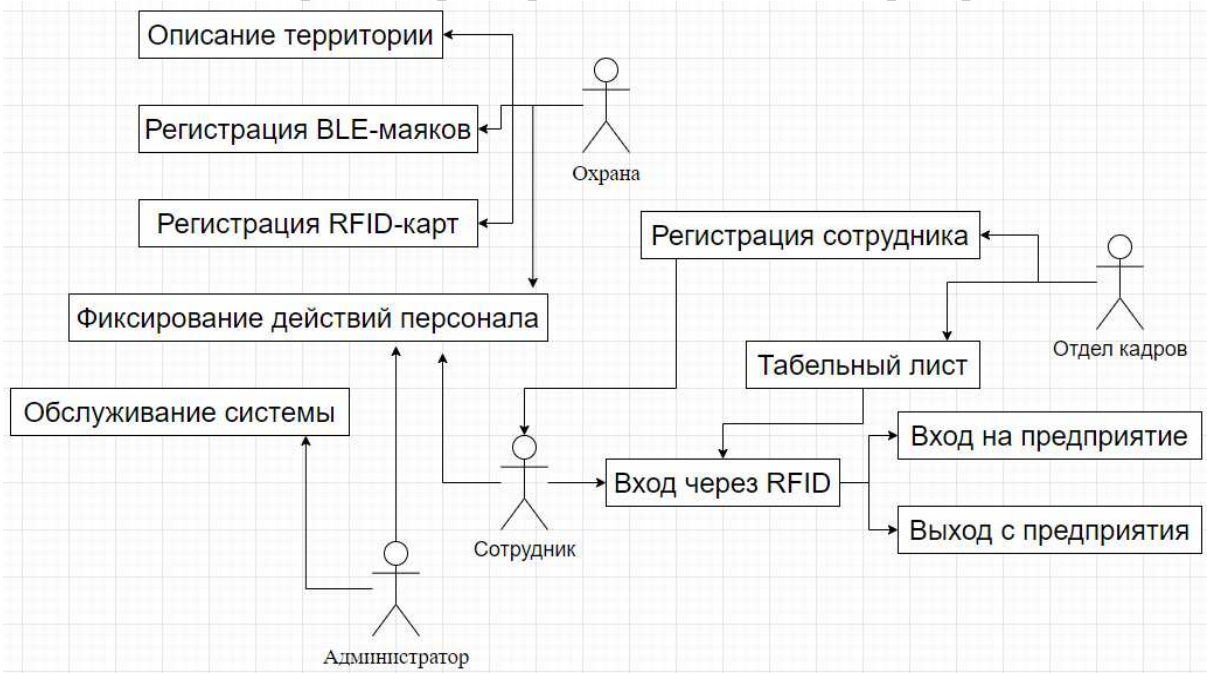 Описание территории
Регистрация BLE-маяков
Охрана
Регистрация RFID-карт
Регистрация сотрудника
Фиксирование действий персонала
Отдел кадров
Табельный лист
Обслуживание системы
Вход на предприятие
Вход через RFID
Выход с предприятия
Сотрудник
Администратор